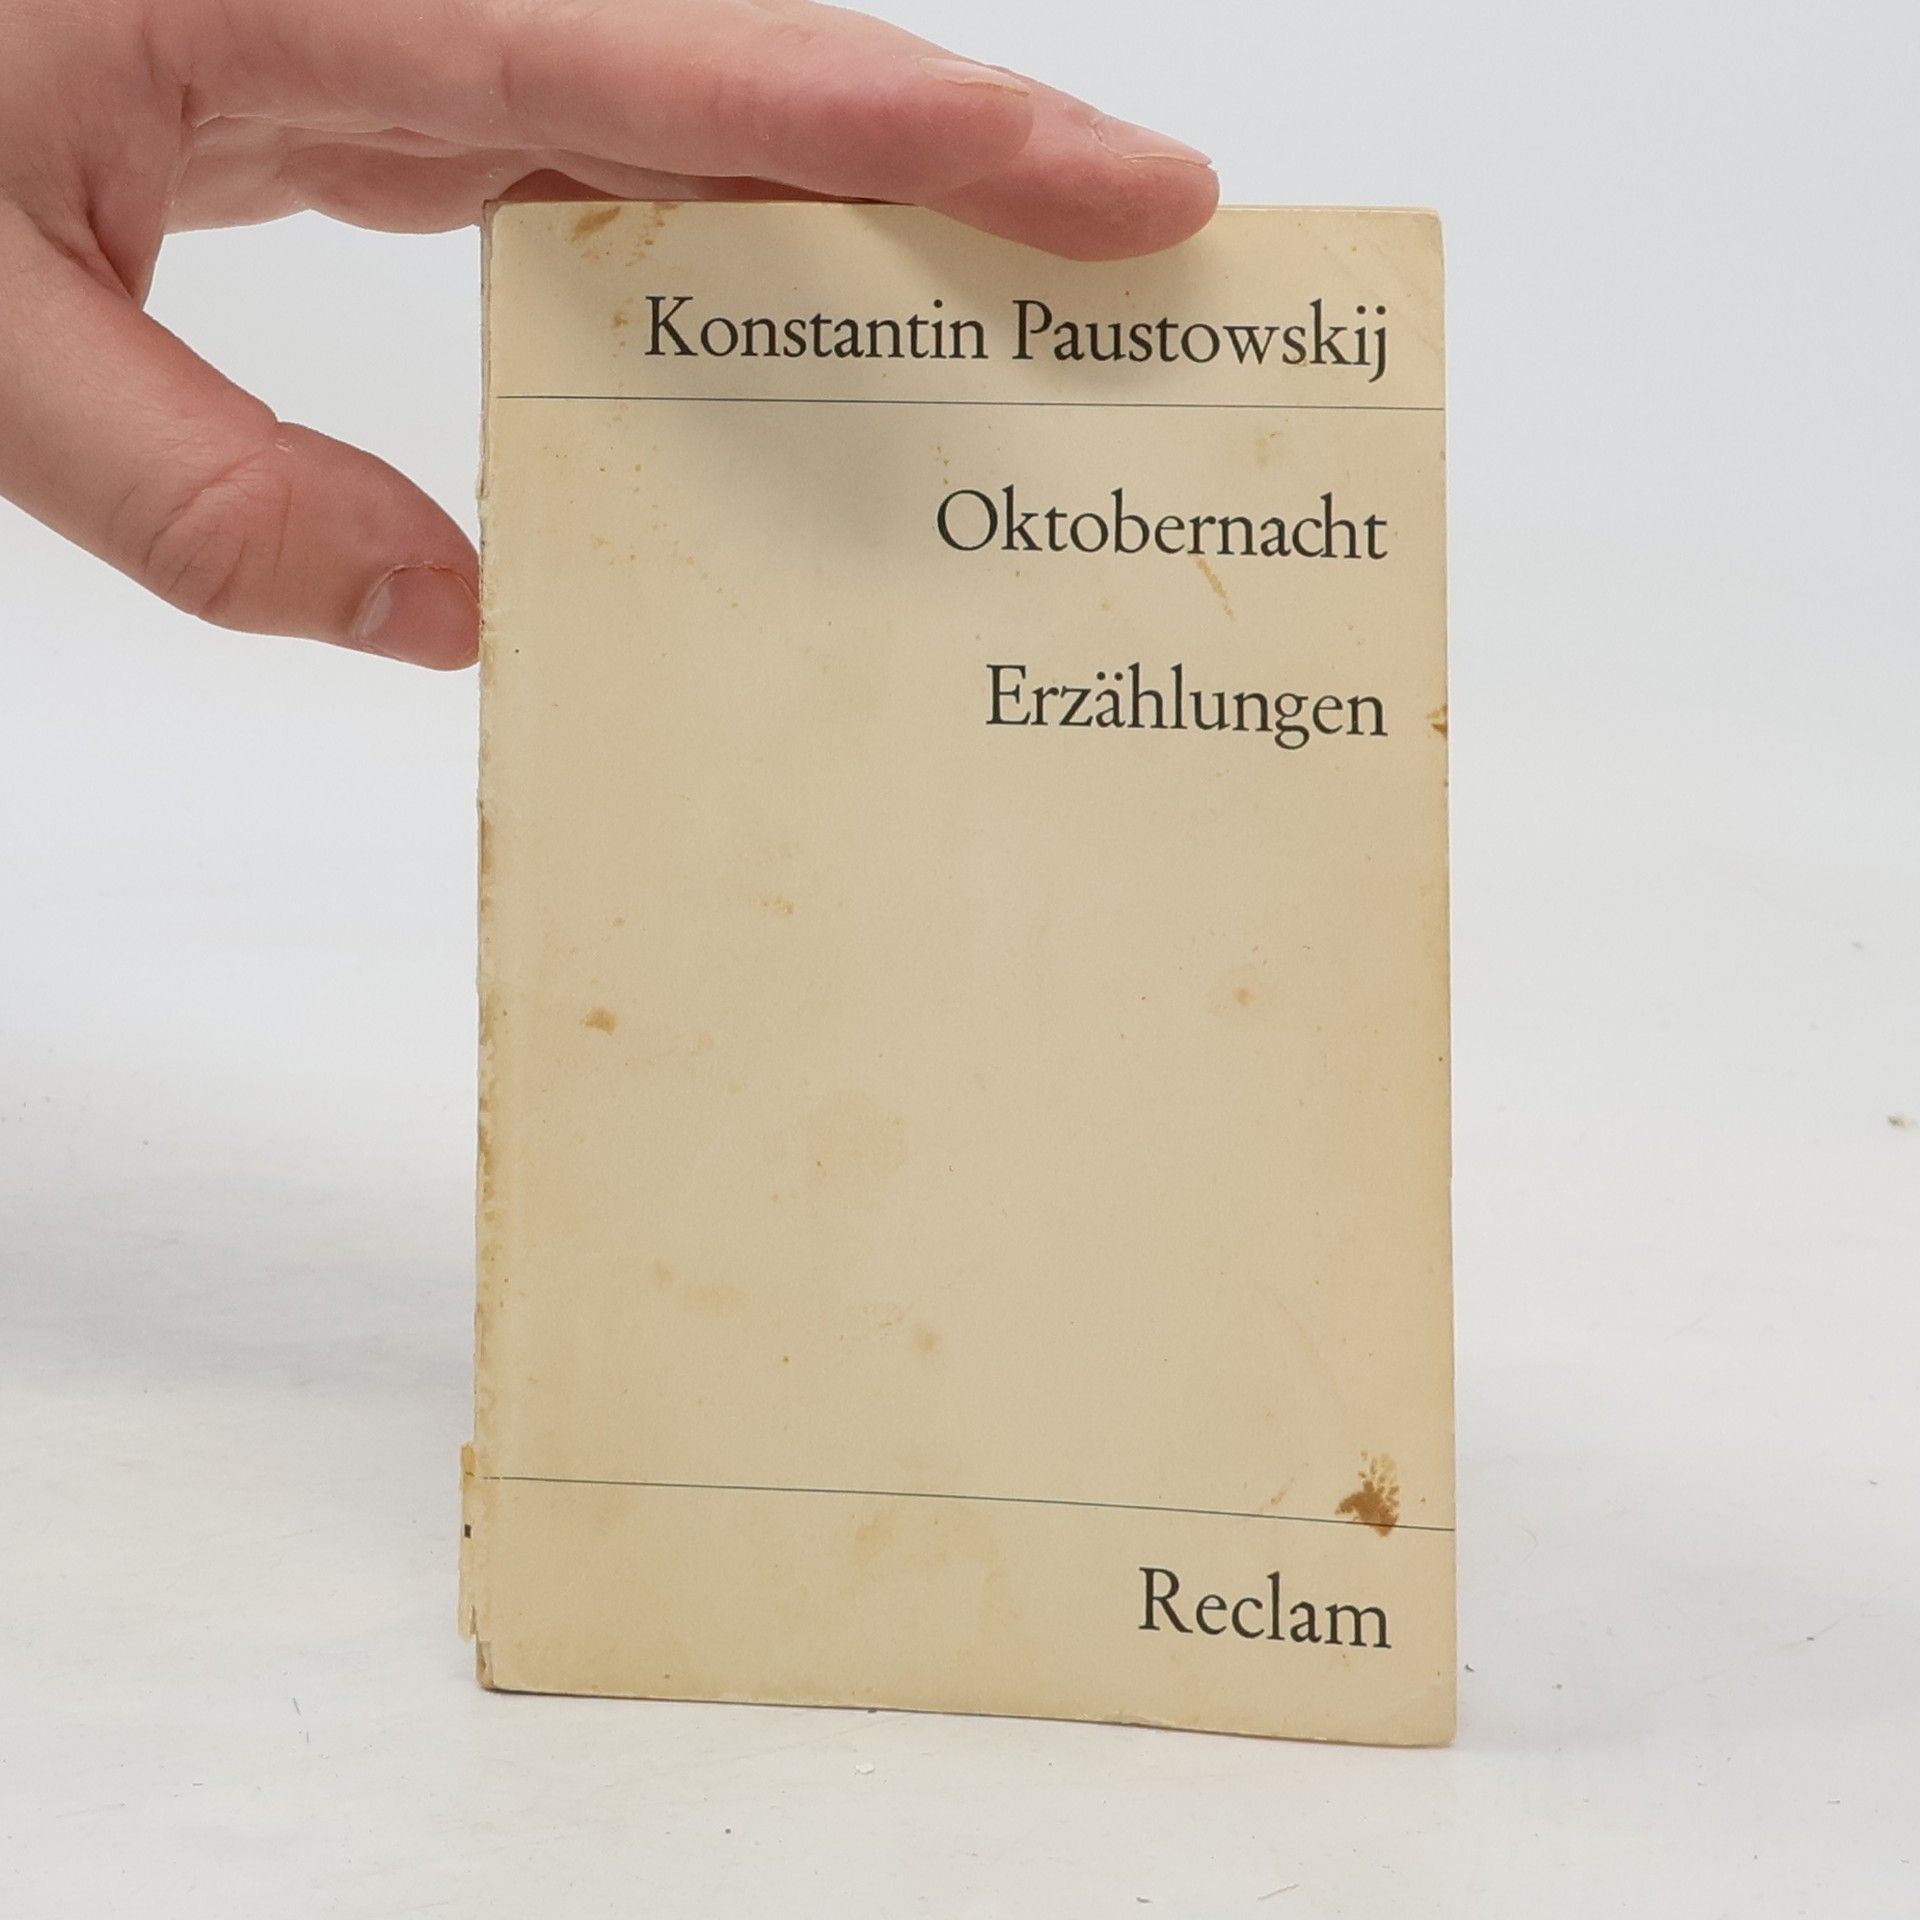 Konstantin Paustowskij
Oktobernacht
Erzählungen
Reclam